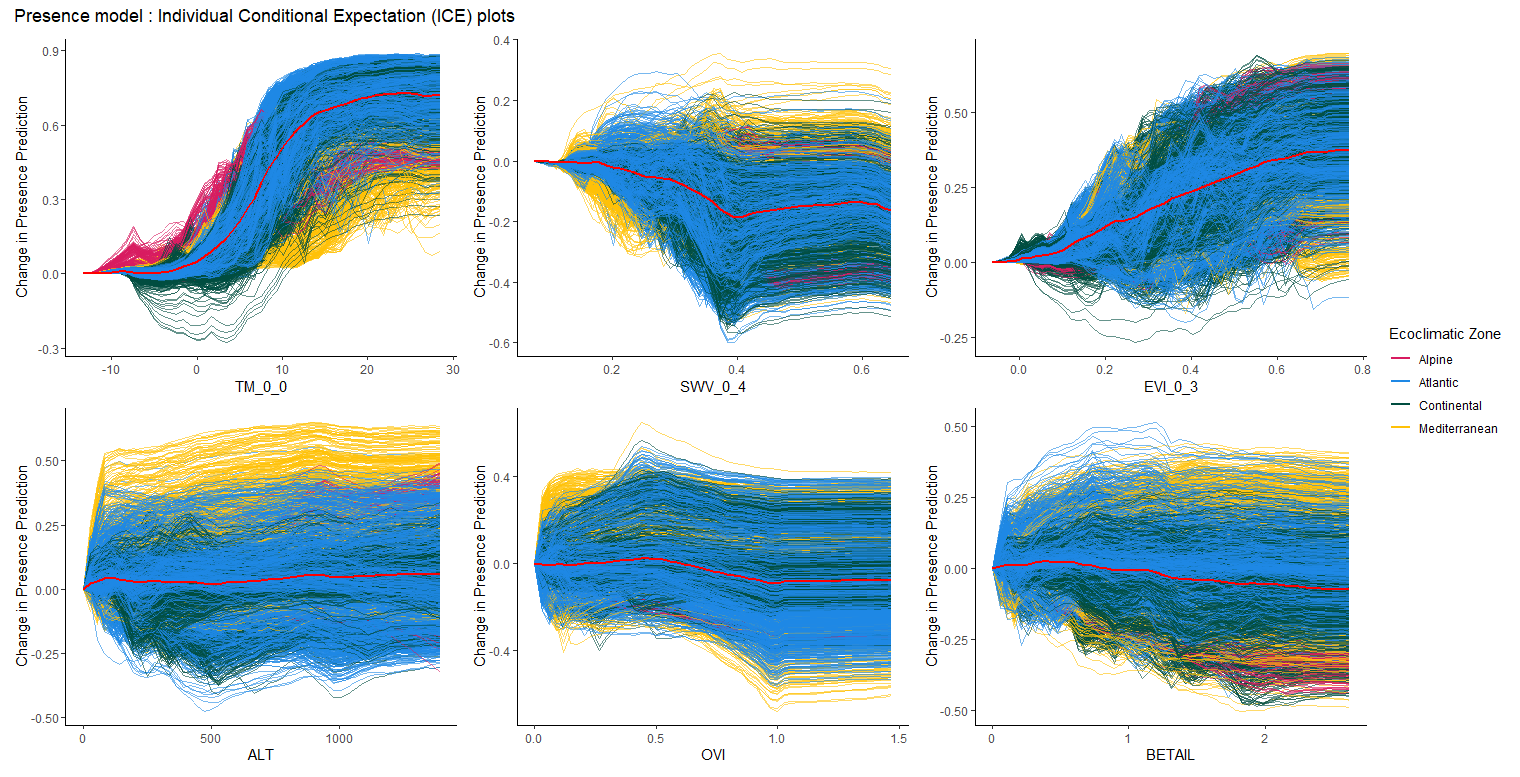 Presence model : Individual Conditional Expectation (ICE) plots
Change in Presence Prediction
0.9
0.6
0.3
0.0
-0.3
-10
0
10
20
30
TM_0_0
Change in Presence Prediction
0.4
0.2
0.0
-0.2
-0.4
-0.6
0.2
0.4
0.6
SWV_0_4
Change in Presence Prediction
0.50
0.25
0.00
-0.25
0.0
0.2
0.4
0.6
0.8
EVI_0_3
Ecoclimatic Zone
Alpine
Atlantic
Continental
Mediterranean
Change in Presence Prediction
0.50
0.25
0.00
-0.25
-0.50
0
500
1000
ALT
Change in Presence Prediction
0.4
0.0
-0.4
0.0
0.5
1.0
1.5
OVI
Change in Presence Prediction
0.50
0.25
0.00
-0.25
-0.50
0
1
2
BETAIL